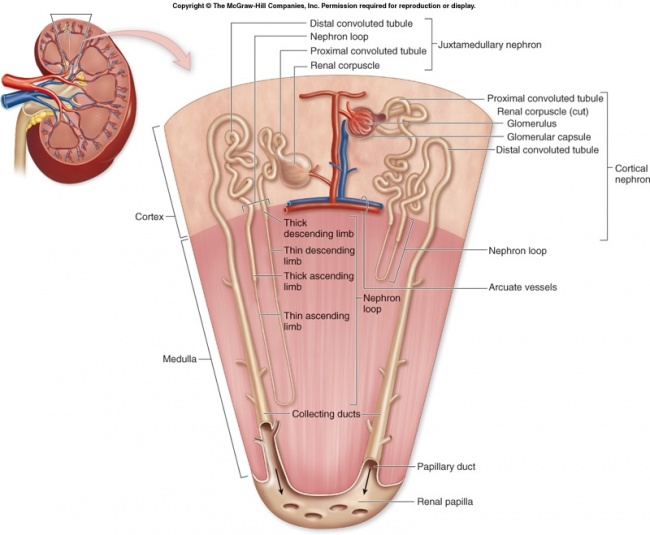 Copyright © The McGraw-Hill Companies, Inc. Permission required for reproduction or display.
Distal convoluted tubule
Nephron loop
Proximal convoluted tubule
Renal corpuscle
Juxtamedullary nephron
Proximal convoluted tubule
Renal corpuscle (cut)
Glomerulus
Glomerular capsule
Distal convoluted tubule
Cortical
nephron
Cortex
Thick
descending limb
Thin descending
limb
Thick ascending
limb
Thin ascending
limb
Nephron
loop
Nephron loop
Arcuate vessels
Medulla
Collecting ducts
Papillary duct
Renal papilla